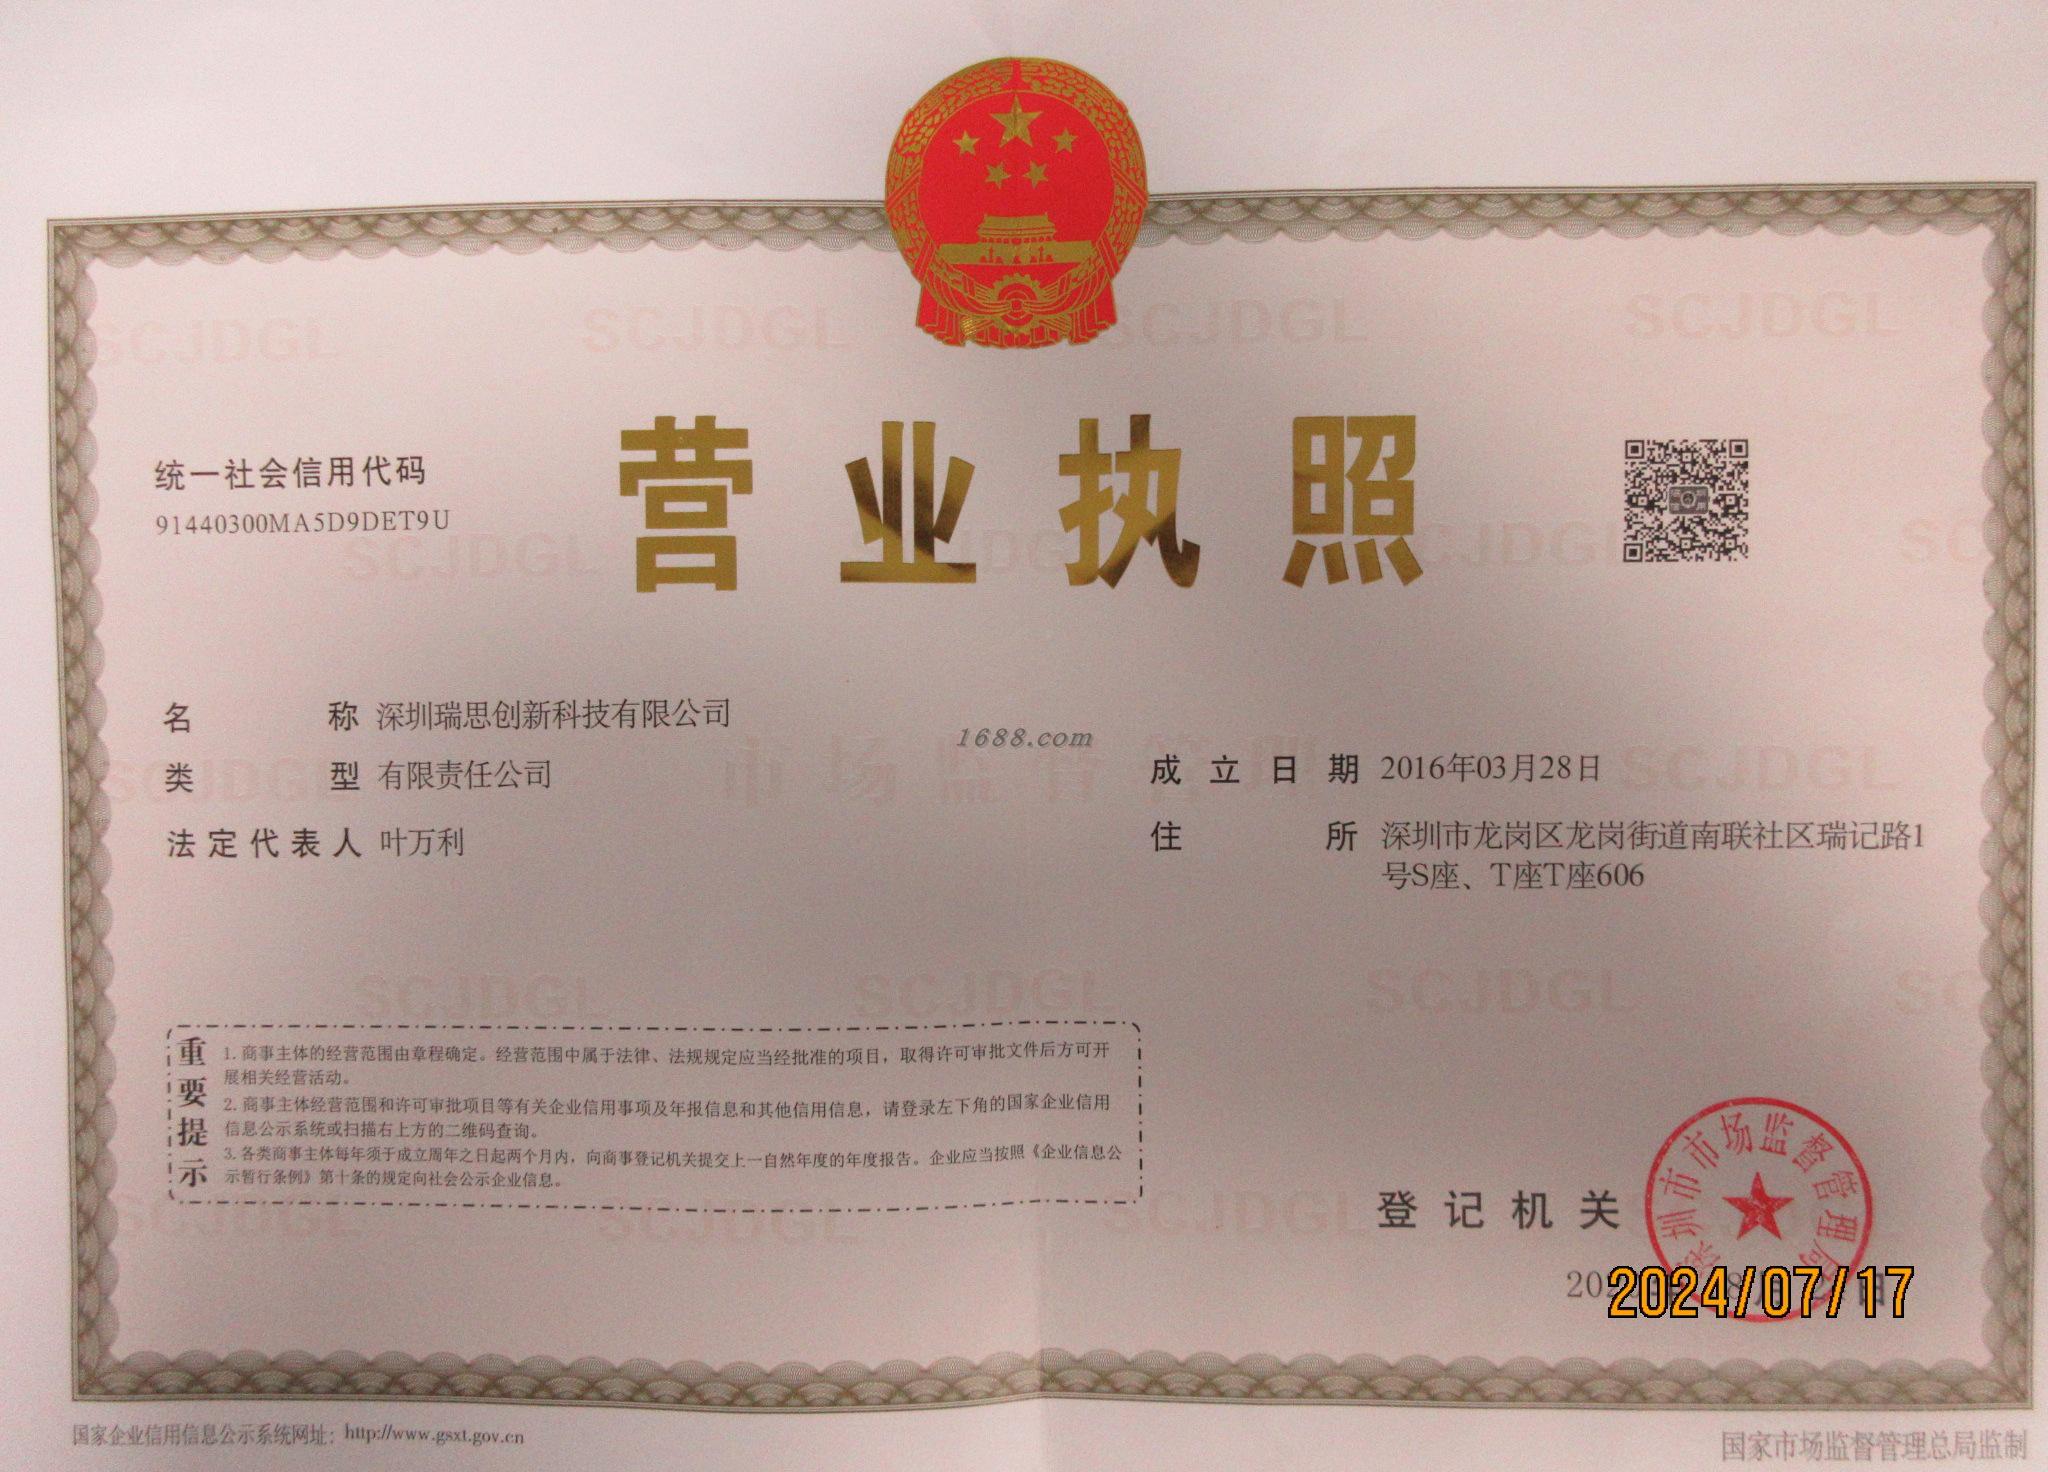 营业执照
统一社会信用代码
91440300MA5D9DET9U
名称 深圳瑞思创新科技有限公司
类型 有限责任公司
法定代表人 叶万利
1688.com
成立日期 2016年03月28日
住所 深圳市龙岗区龙岗街道南联社区瑞记路1
号S座、T座T座606
重要提示
1. 商事主体的经营范围由章程确定。经营范围中属于法律、法规规定应当经批准的项目，取得许可审批文件后方可开
展相关经营活动。
2. 商事主体经营范围和许可审批项目等有关企业信用事项及年报信息和其他信用信息，请登录左下角的国家企业信用
信息公示系统或扫描右上方的二维码查询。
3. 各类商事主体每年须于成立周年之日起两个月内，向商事登记机关提交上一自然年度的年度报告。企业应当按照《企业信息公
示暂行条例》第十条的规定向社会公示企业信息。
登记机关
深圳市市场监督管理局
2024/07/17
国家企业信用信息公示系统网址：http://www.gsxt.gov.cn
国家市场监督管理总局监制
SCJDGL
市场监督管理